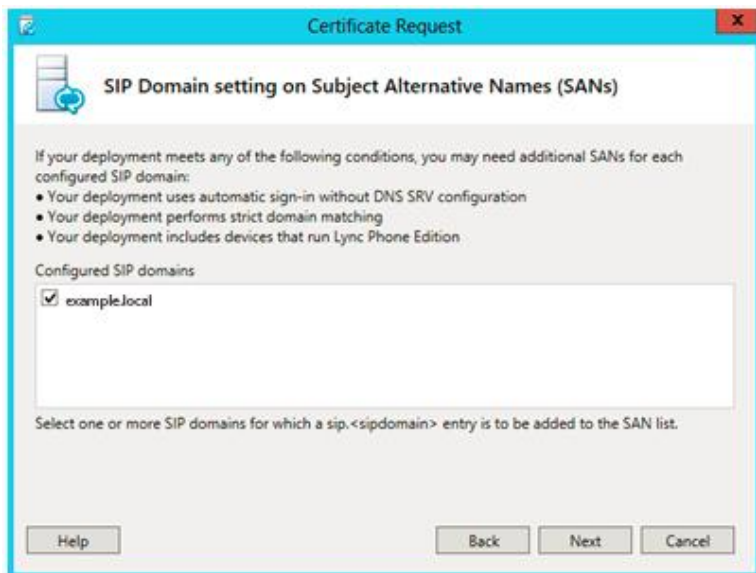 Certificate Request
x
SIP Domain setting on Subject Alternative Names (SANs)
If your deployment meets any of the following conditions, you may need additional SANs for each
configured SIP domain:
● Your deployment uses automatic sign-in without DNS SRV configuration
● Your deployment performs strict domain matching
● Your deployment includes devices that run Lync Phone Edition
Configured SIP domains
example.local
Select one or more SIP domains for which a sip.<sipdomain> entry is to be added to the SAN list.
Help
Back
Next
Cancel